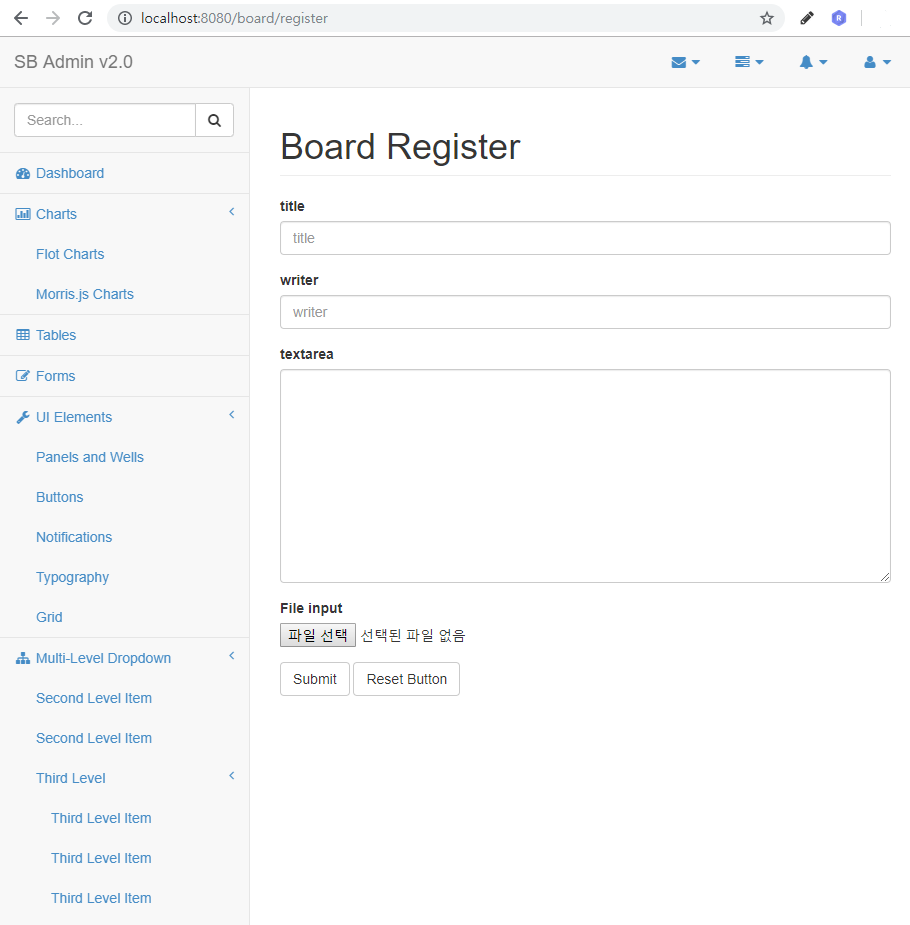 localhost:8080/board/register
R
SB Admin v2.0
Search...
Dashboard
Charts
Flot Charts
Morris.js Charts
Tables
Forms
UI Elements
Panels and Wells
Buttons
Notifications
Typography
Grid
Multi-Level Dropdown
Second Level Item
Second Level Item
Third Level
Third Level Item
Third Level Item
Third Level Item
Board Register
title
title
writer
writer
textarea
File input
파일 선택 선택된 파일 없음
Submit Reset Button